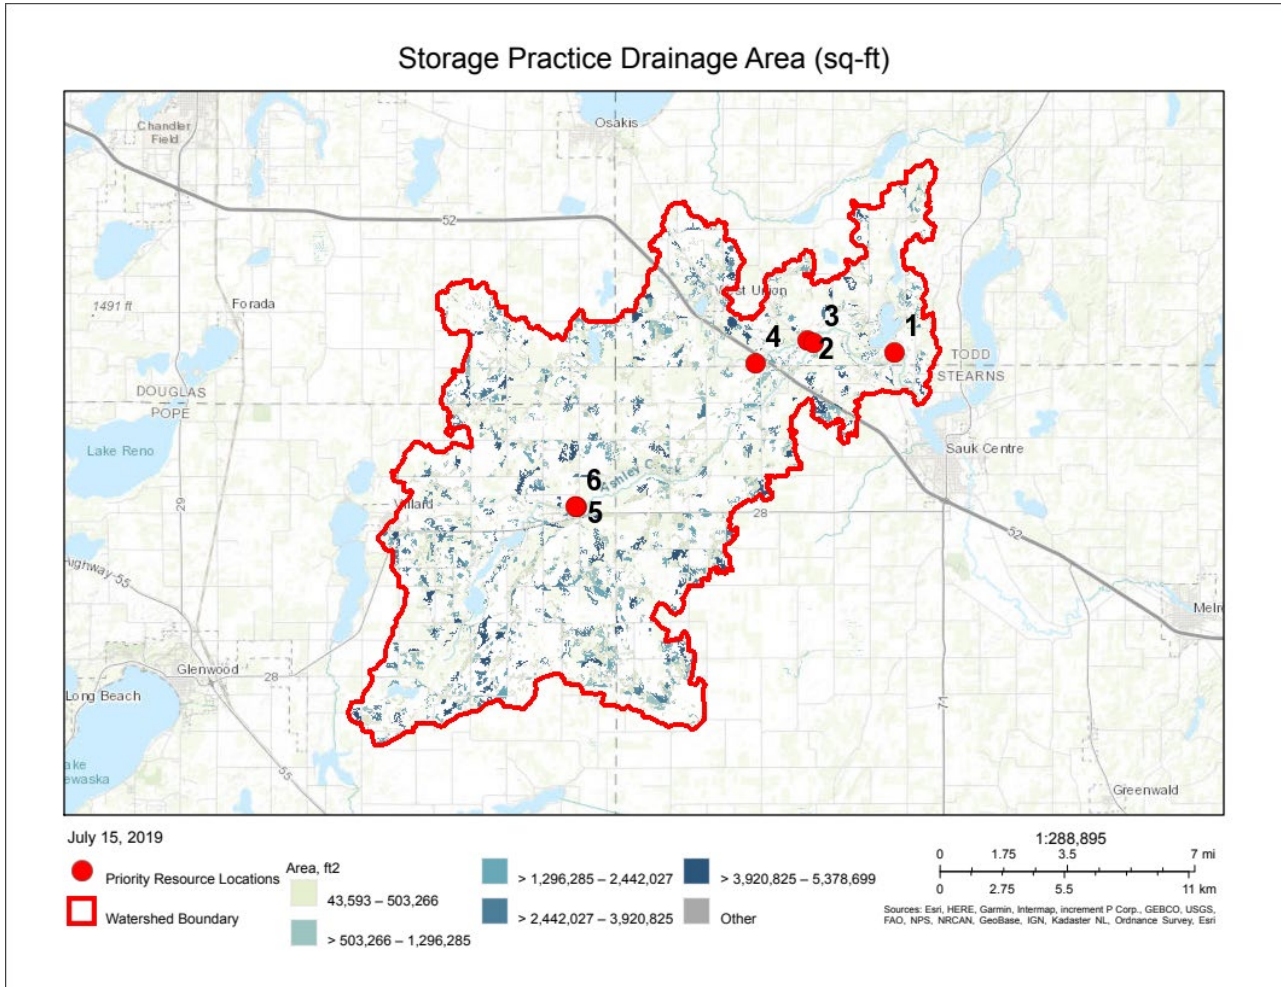 Storage Practice Drainage Area (sq-ft)
Chandler
Field
Osakis
52
West Union
1491 ft
Forada
3
4
1
2
TODD
STEARNS
DOUGLAS
POPE
Lake Reno
Sauk Centre
6
Ashley Creek
29
Villard
5
28
52
Highway 55
Melro
Glenwood
28
Long Beach
71
ake
ewaska
55
Greenwald
July 15, 2019
Priority Resource Locations
Watershed Boundary
Area, ft2
43,593 – 503,266
> 503,266 – 1,296,285
> 1,296,285 – 2,442,027
> 2,442,027 – 3,920,825
> 3,920,825 – 5,378,699
Other
1:288,895
0 1.75 3.5 7 mi
0 2.75 5.5 11 km
Sources: Esri, HERE, Garmin, Intermap, increment P Corp., GEBCO, USGS,
FAO, NPS, NRCAN, GeoBase, IGN, Kadaster NL, Ordnance Survey, Esri